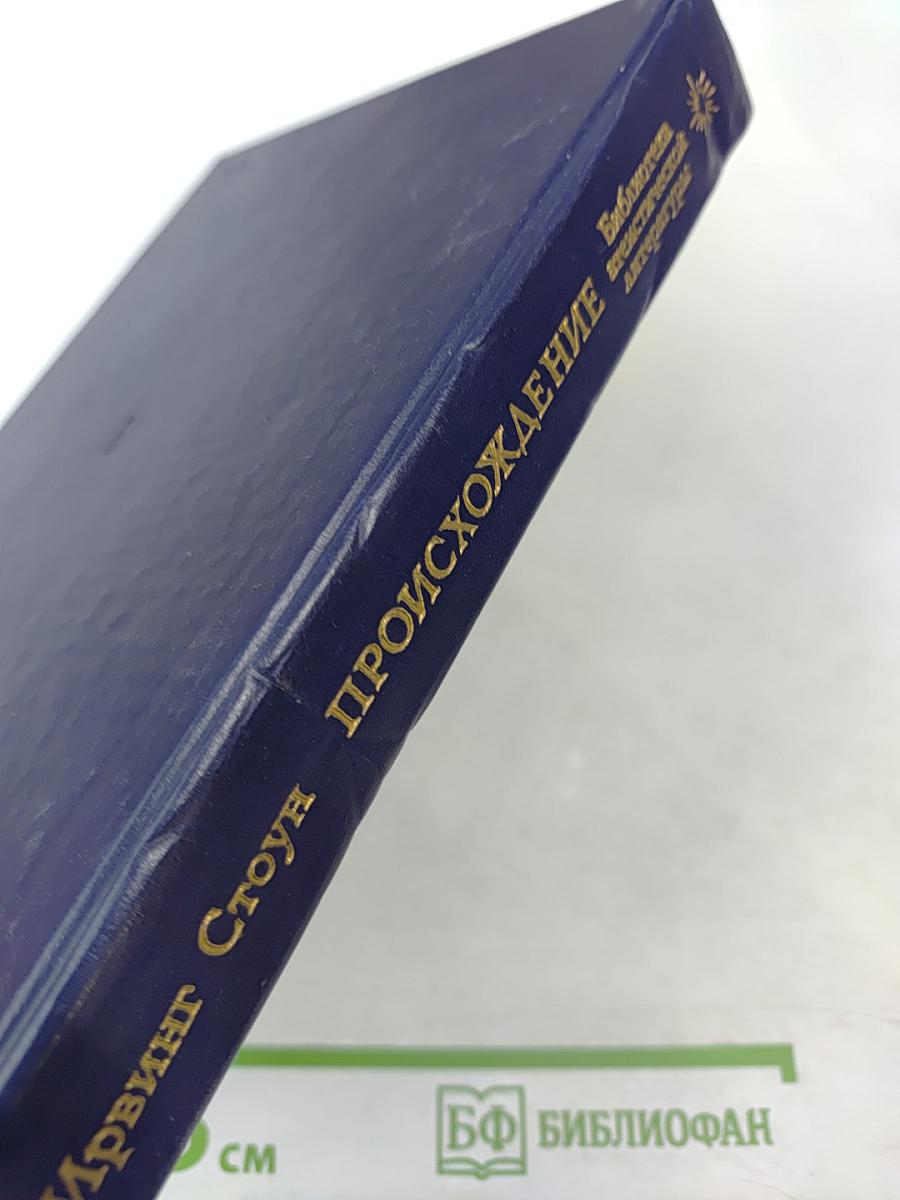 Ирвинг Стоун ПРОИСХОЖДЕНИЕ
Библиотека
атеистической
литературы
см
БФ БИБЛИОФАН